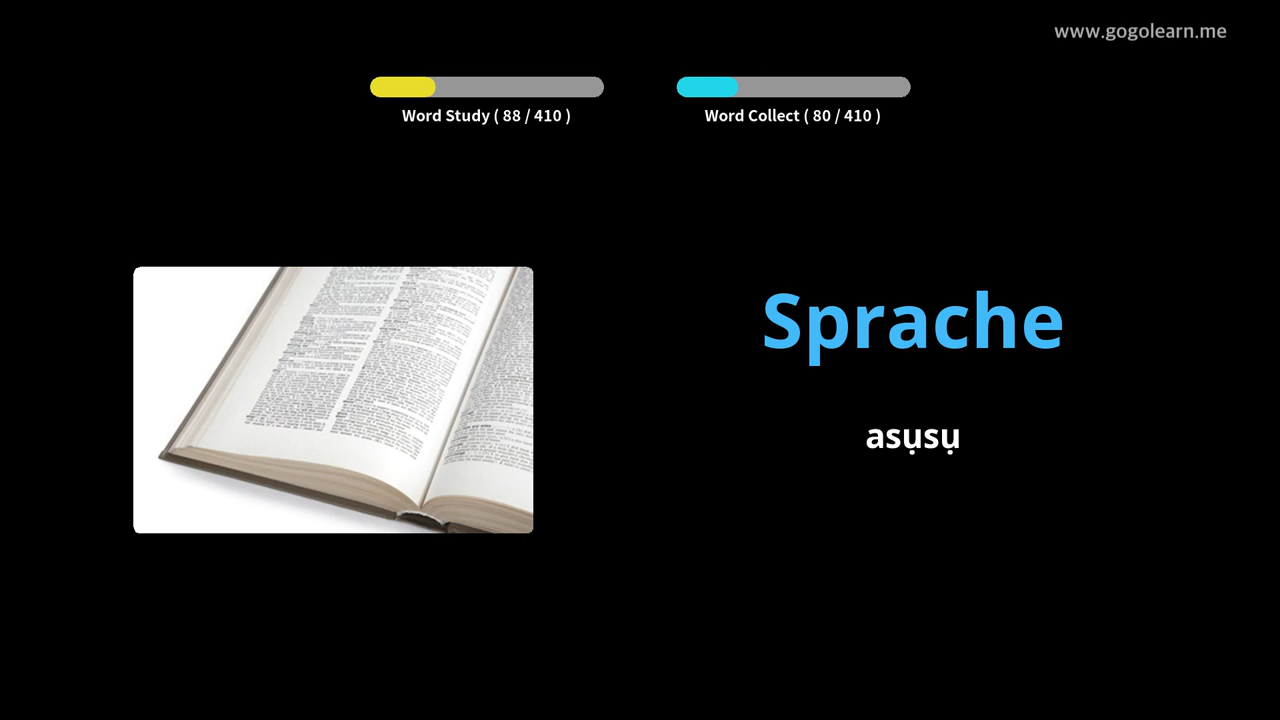 www.gogolearn.me
Word Study ( 88 / 410 )
Word Collect ( 80 / 410 )
Sprache
asụsụ